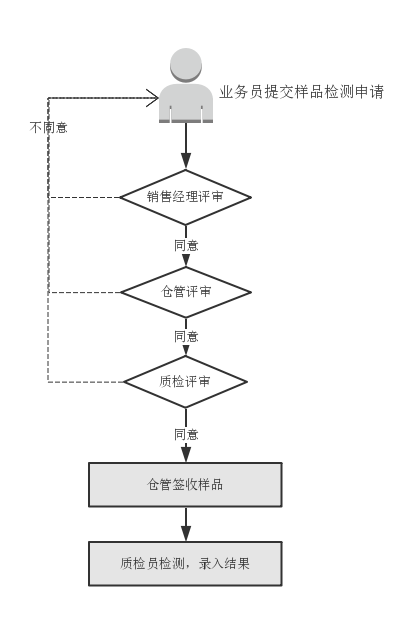 业务员提交样品检测申请
不同意
销售经理评审
同意
仓管评审
同意
质检评审
同意
仓管签收样品
质检员检测，录入结果